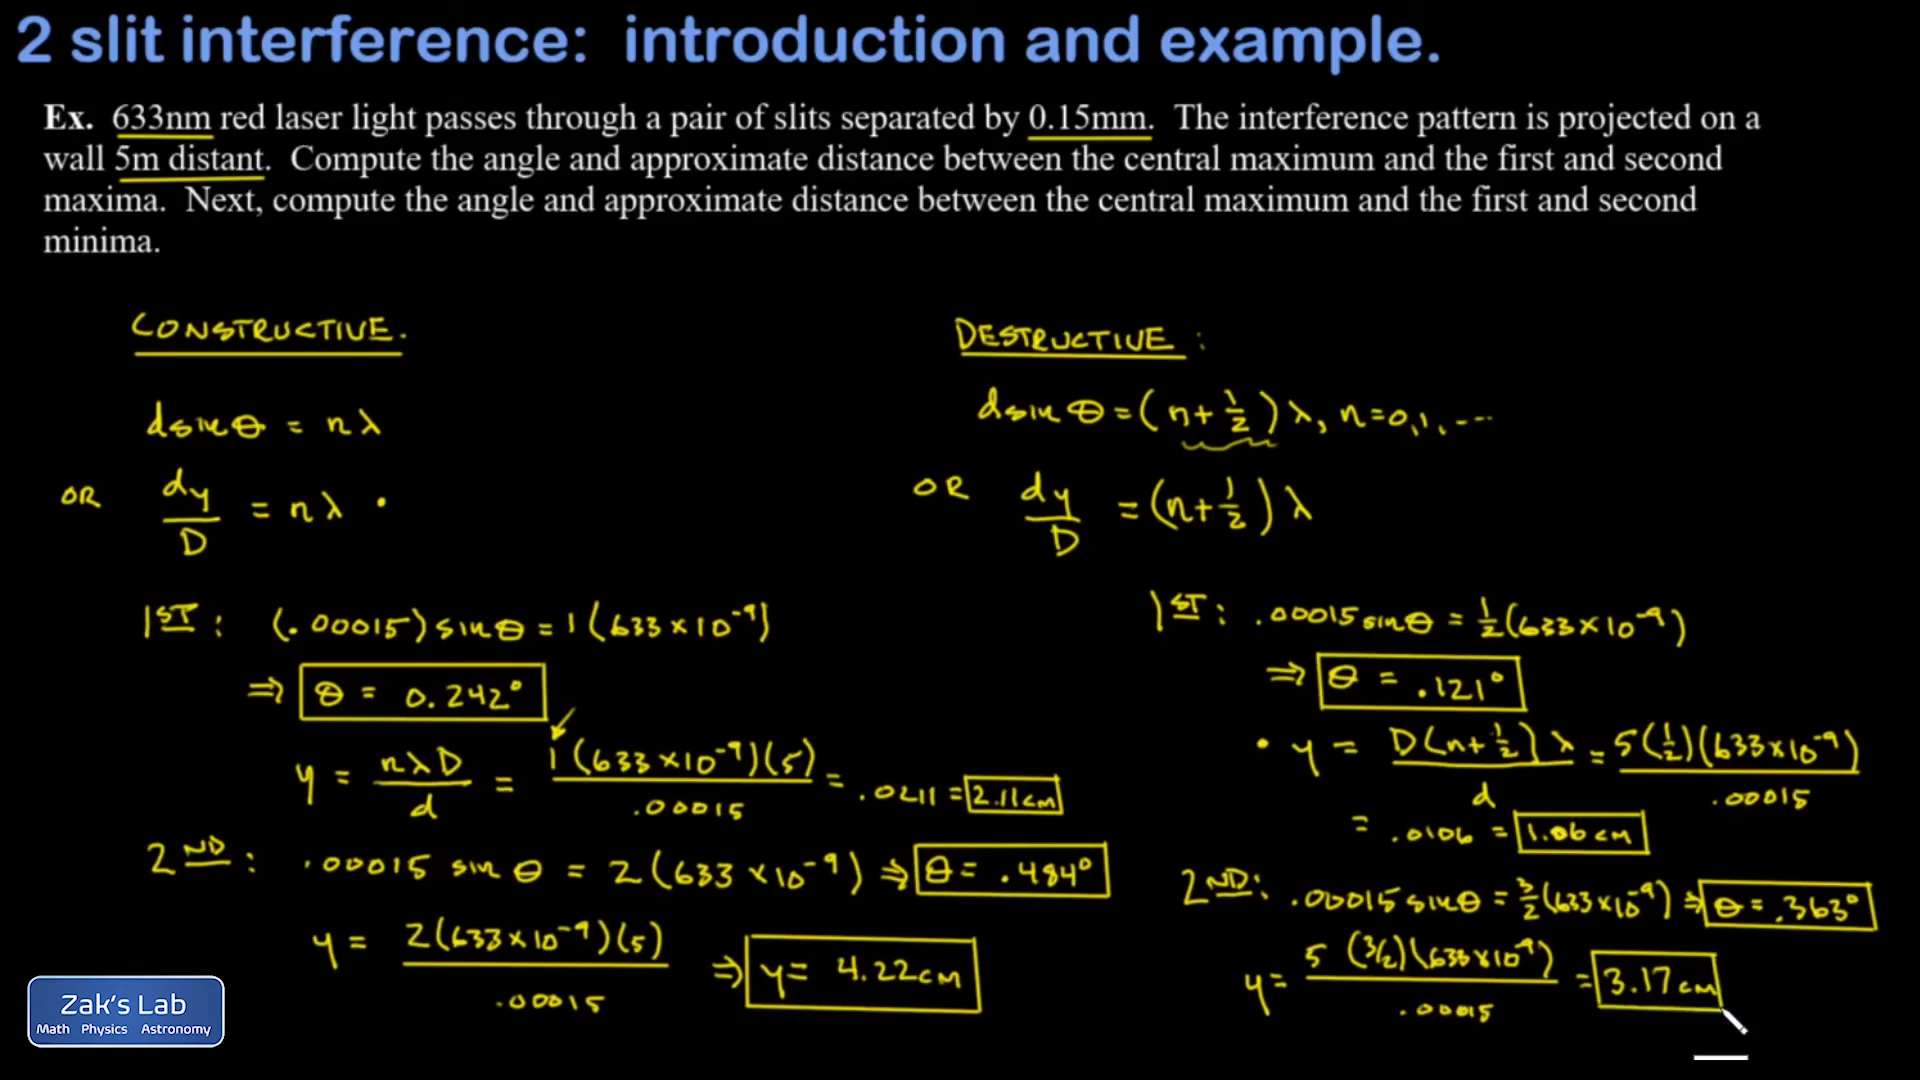 2 slit interference:  introduction and example.
Ex.  633nm red laser light passes through a pair of slits separated by 0.15mm.  The interference pattern is projected on a
wall 5m distant.  Compute the angle and approximate distance between the central maximum and the first and second
maxima.  Next, compute the angle and approximate distance between the central maximum and the first and second
minima.
CONSTRUCTIVE.
d sin θ = nλ
OR dy/D = nλ
1ST: (.00015) sin θ = 1(633×10⁻⁹)
⇒ θ = 0.242°
y = nλD/d = 1(633×10⁻⁹)(5)/.00015 = .0211 = 2.11cm
2ND: .00015 sin θ = 2(633×10⁻⁹) ⇒ θ = .484°
y = 2(633×10⁻⁹)(5)/.00015 ⇒ y = 4.22cm
DESTRUCTIVE:
d sin θ = (n+1/2)λ, n=0,1,...
OR dy/D = (n+1/2)λ
1ST: .00015 sin θ = 1/2(633×10⁻⁹)
⇒ θ = .121°
• y = D(n+1/2)λ/d = 5(1/2)(633×10⁻⁹)/.00015
= .0106 = 1.06cm
2ND: .00015 sin θ = 3/2(633×10⁻⁹) ⇒ θ = .363°
y = 5(3/2)(633×10⁻⁹)/.00015 = 3.17cm
Zak's Lab
Math Physics Astronomy